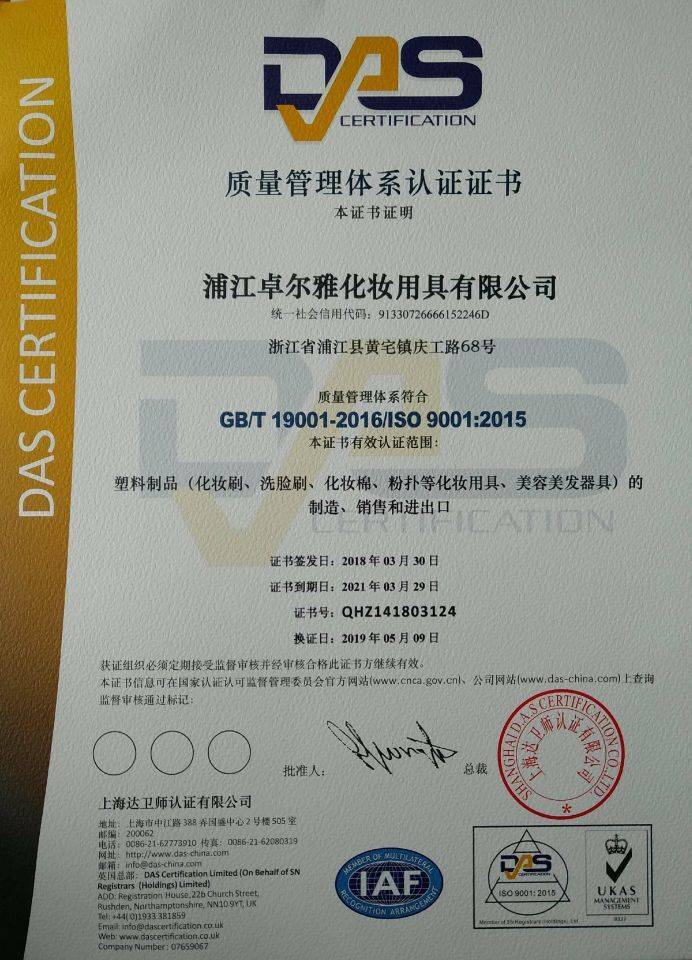 DAS CERTIFICATION
DAS
CERTIFICATION
质量管理体系认证证书
本证书证明
浦江卓尔雅化妆用具有限公司
统一社会信用代码：91330726666152246D
浙江省浦江县黄宅镇庆工路68号
质量管理体系符合
GB/T 19001-2016/ISO 9001:2015
本证书有效认证范围：
塑料制品（化妆刷、洗脸刷、化妆棉、粉扑等化妆用具、美容美发器具）的
制造、销售和进出口
DAS
CERTIFICATION
证书签发日：2018 年 03 月 30 日
证书到期日：2021 年 03 月 29 日
证书号：QHZ141803124
换证日：2019 年 05 月 09 日
获证组织必须定期接受监督审核并经审核合格此证书方继续有效。
本证书信息可在国家认证认可监督管理委员会官方网站(www.cnca.gov.cn)、公司网站(www.das-china.com)上查询
监督审核通过标记：
批准人：
总裁
SHANGHAI D.A.S CERTIFICATION CO.,LTD.
上海达卫师认证有限公司
上海达卫师认证有限公司
地址：上海市中江路 388 弄国盛中心 2 号楼 505 室
邮编：200062
电话：0086-21-62773910 传真：0086-21-62080319
网址：http://www.das-china.com
邮箱：info@das-china.com
英国总部：DAS Certification Limited (On Behalf of SN
Registrars (Holdings) Limited)
ADD: Registration House, 22b Church Street,
Rushden, Northamptonshire, NN10 9YT, UK
Tel: +44(0)1933 381859
Email: info@dascertification.co.uk
Web: www.dascertification.co.uk
Company Number: 07659067
MEMBER OF MULTILATERAL
IAF
RECOGNITION ARRANGEMENT
DAS
CERTIFICATION
ISO 9001: 2015
Member of SN Registrars (Holdings) Ltd
UKAS
MANAGEMENT
SYSTEMS